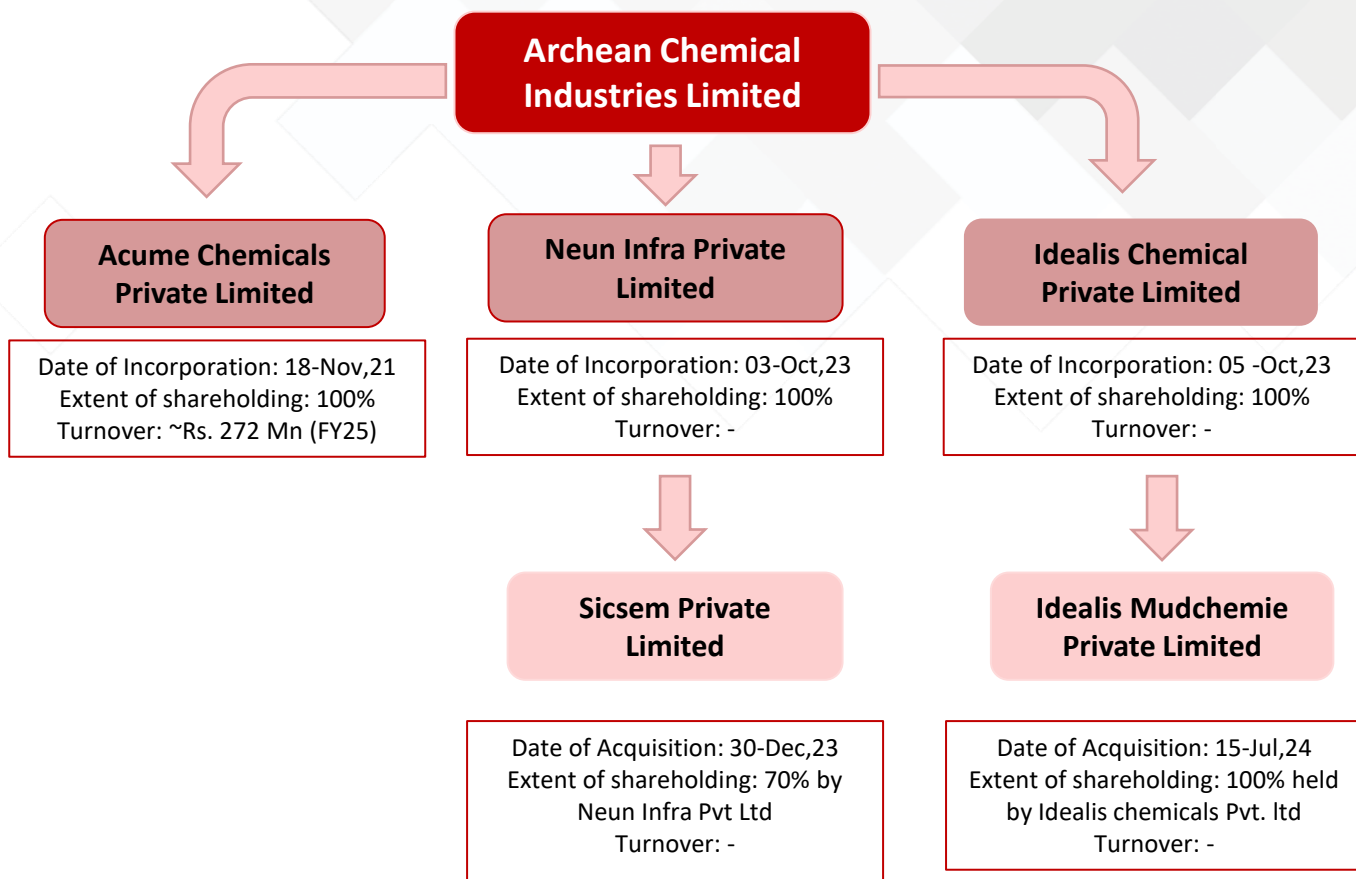 Archean Chemical
Industries Limited
Acume Chemicals
Private Limited
Date of Incorporation: 18-Nov,21
Extent of shareholding: 100%
Turnover: ~Rs. 272 Mn (FY25)
Neun Infra Private
Limited
Date of Incorporation: 03-Oct,23
Extent of shareholding: 100%
Turnover: -
Idealis Chemical
Private Limited
Date of Incorporation: 05 -Oct,23
Extent of shareholding: 100%
Turnover: -
Sicsem Private
Limited
Date of Acquisition: 30-Dec,23
Extent of shareholding: 70% by
Neun Infra Pvt Ltd
Turnover: -
Idealis Mudchemie
Private Limited
Date of Acquisition: 15-Jul,24
Extent of shareholding: 100% held
by Idealis chemicals Pvt. ltd
Turnover: -